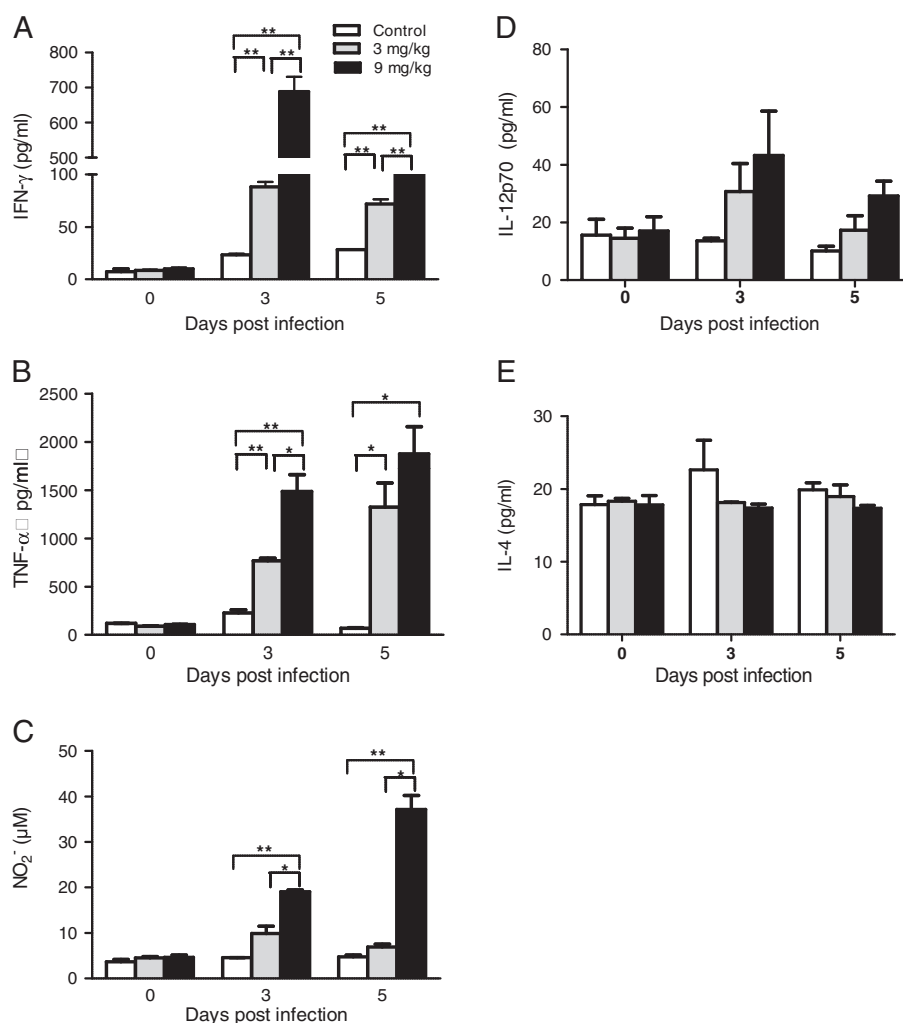 A
IFN-γ (pg/ml)
800
700
600
500
100
50
0
** ** **
** ** **
Control
3 mg/kg
9 mg/kg
0 3 5
Days post infection
B
TNF-α□ pg/ml□
2500
2000
1500
1000
500
0
** ** *
* *
0 3 5
Days post infection
C
NO₂⁻ (µM)
50
40
30
20
10
0
** *
** *
0 3 5
Days post infection
D
IL-12p70 (pg/ml)
80
60
40
20
0
0 3 5
Days post infection
E
IL-4 (pg/ml)
30
20
10
0
0 3 5
Days post infection